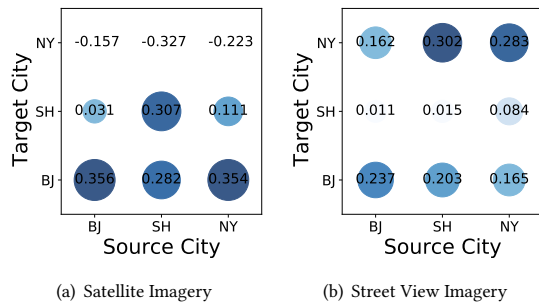 NY
-0.157 -0.327 -0.223
SH
0.031 0.307 0.111
BJ
0.356 0.282 0.354
BJ SH NY
Target City
Source City
(a) Satellite Imagery
NY
0.162 0.302 0.283
SH
0.011 0.015 0.084
BJ
0.237 0.203 0.165
BJ SH NY
Target City
Source City
(b) Street View Imagery